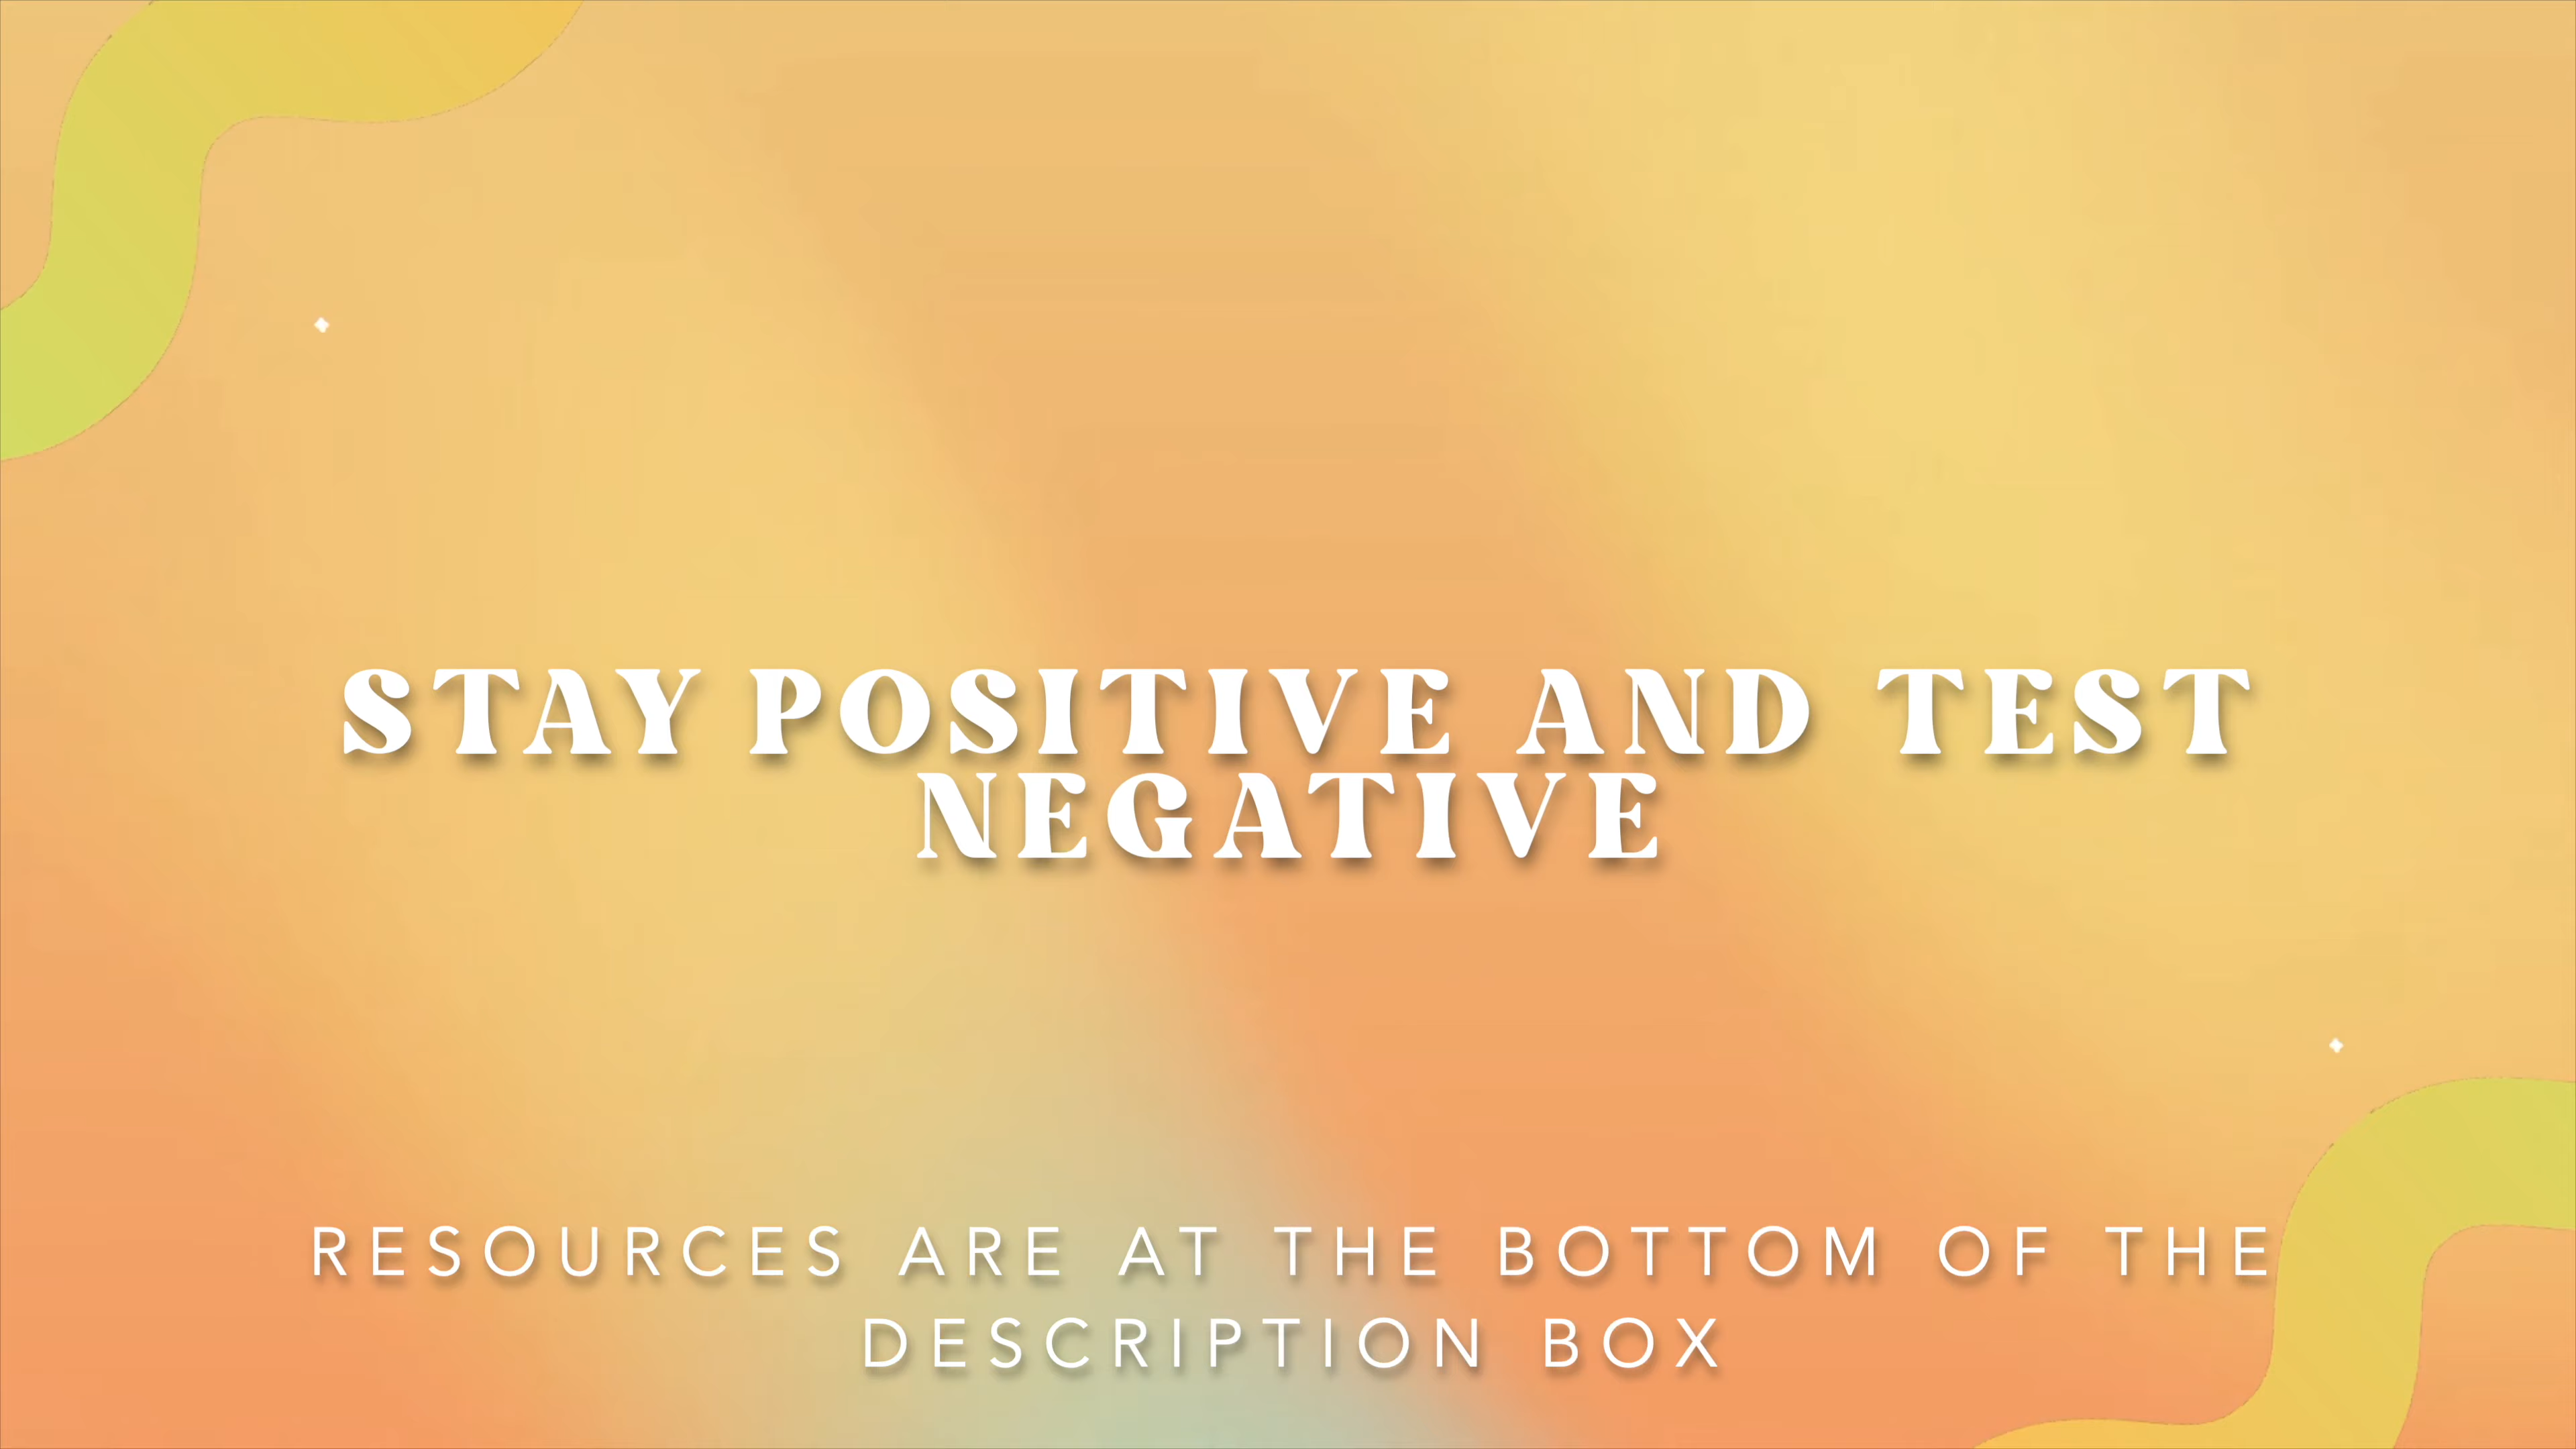 STAY POSITIVE AND TEST
NEGATIVE
RESOURCES ARE AT THE BOTTOM OF THE
DESCRIPTION BOX